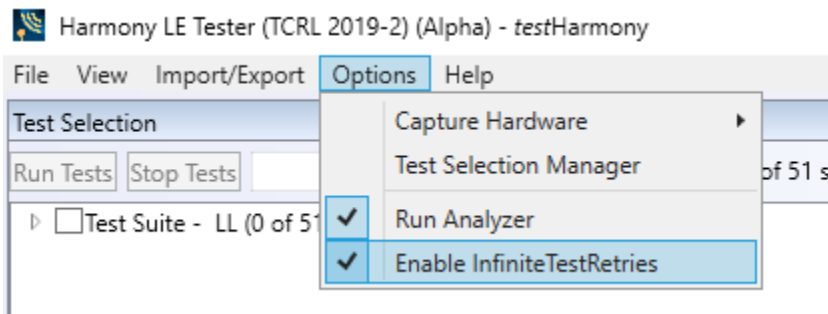 Harmony LE Tester (TCRL 2019-2) (Alpha) - testHarmony
File View Import/Export Options Help
Test Selection
Capture Hardware
Test Selection Manager
Run Tests Stop Tests
of 51 s
Test Suite - LL (0 of 51
Run Analyzer
Enable InfiniteTestRetries